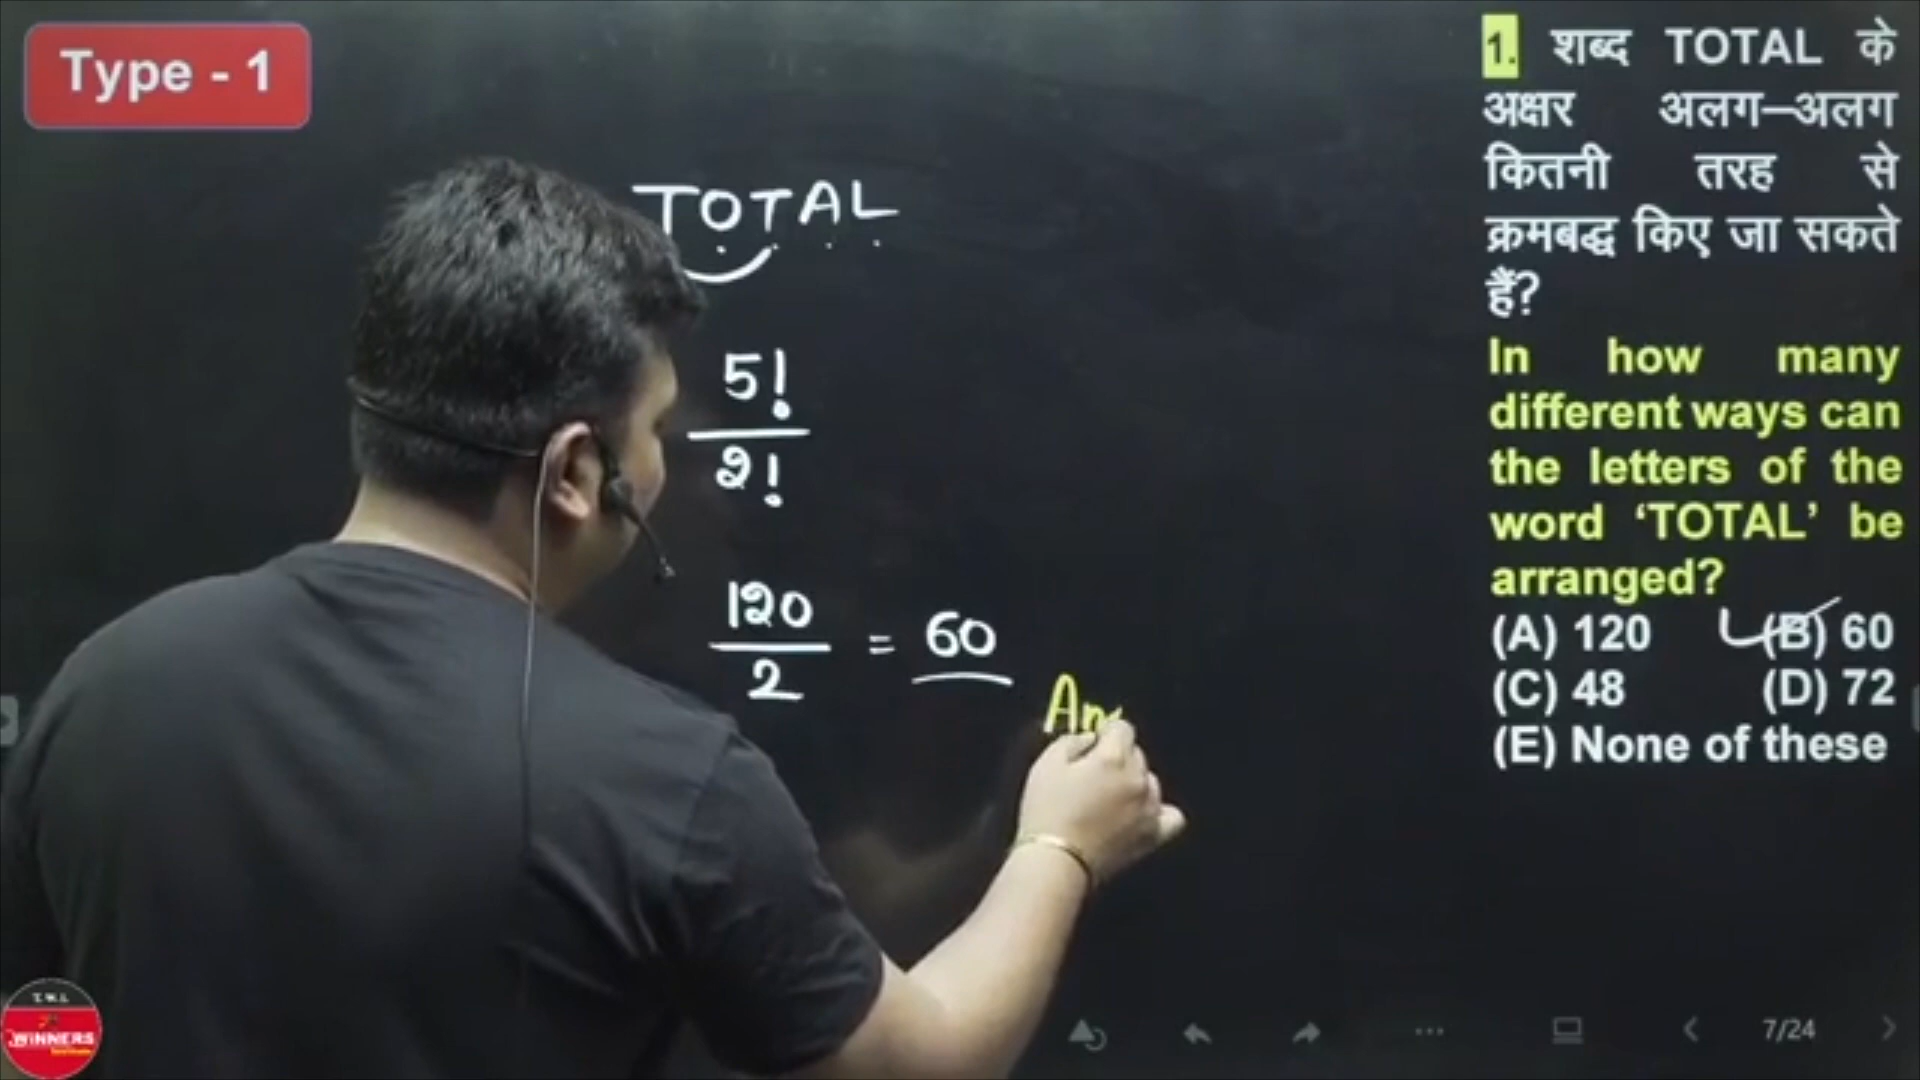 Type - 1
TOTAL
5!
2!
120
2
= 60
An
1. शब्द TOTAL के
अक्षर अलग–अलग
कितनी तरह से
क्रमबद्ध किए जा सकते
हैं?
In how many
different ways can
the letters of the
word ‘TOTAL’ be
arranged?
(A) 120 (B) 60
(C) 48 (D) 72
(E) None of these
7/24
WINNERS